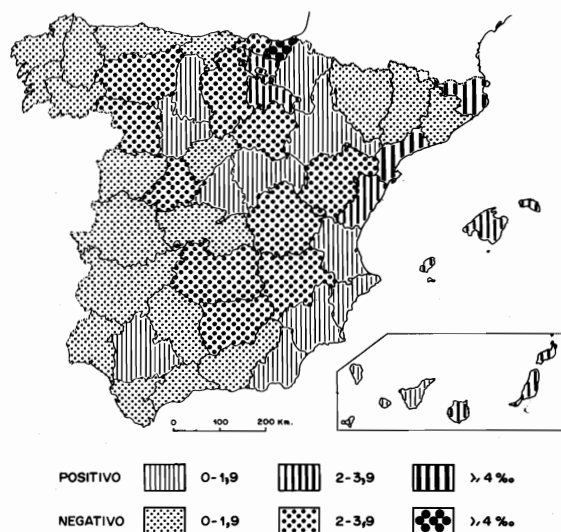 0 100 200 Km.
POSITIVO 0-1,9 2-3,9 ≥ 4 ‰
NEGATIVO 0-1,9 2-3,9 ≥ 4 ‰